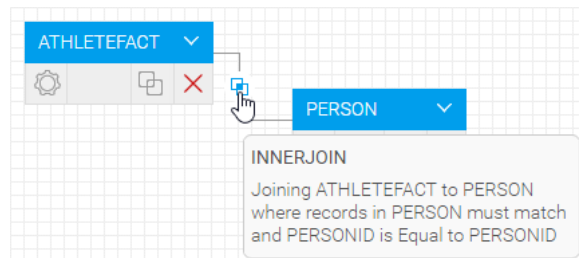 ATHLETEFACT
PERSON
INNERJOIN
Joining ATHLETEFACT to PERSON
where records in PERSON must match
and PERSONID is Equal to PERSONID